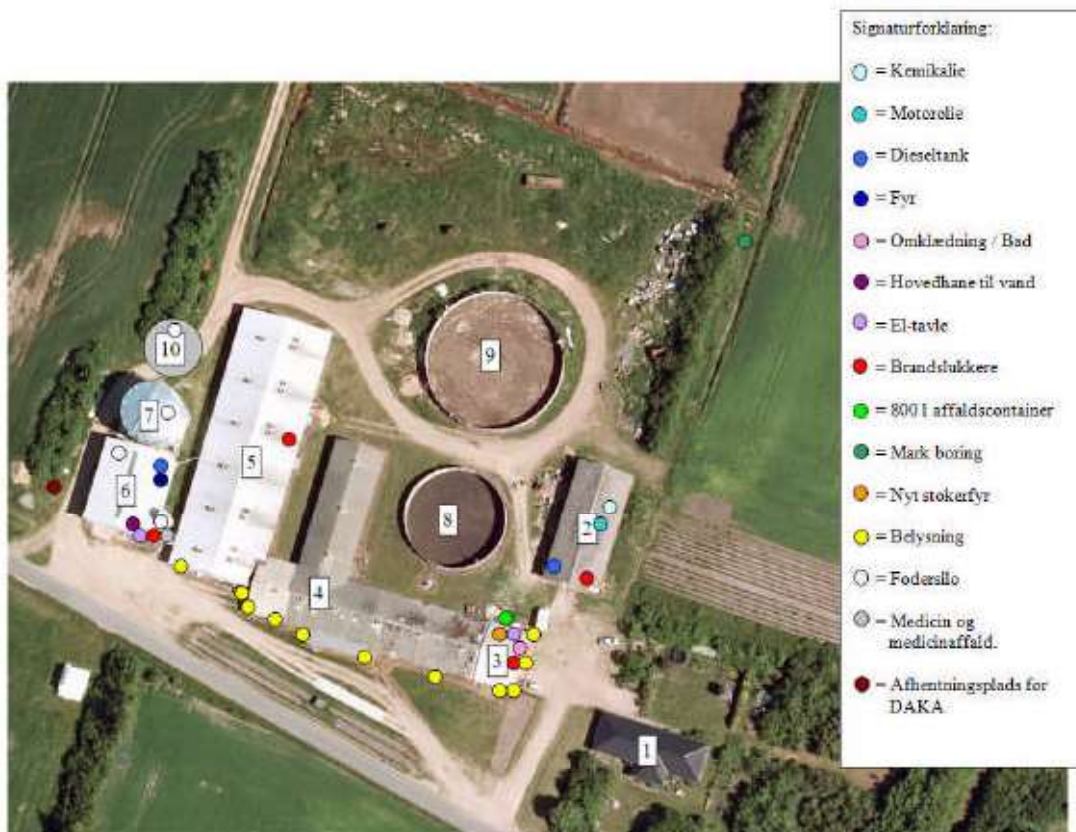 Signaturforklaring:
= Kemikalie
= Motorolie
= Dieseltank
= Fyr
= Omklædning / Bad
= Hovedhane til vand
= El-tavle
= Brandslukkere
= 800 l affaldscontainer
= Mark boring
= Nyt stokerfyr
= Belysning
= Fodersilo
= Medicin og
medicinaffald.
= Afhentningsplads for
DAKA
10
9
7
5
6
8
2
4
3
1